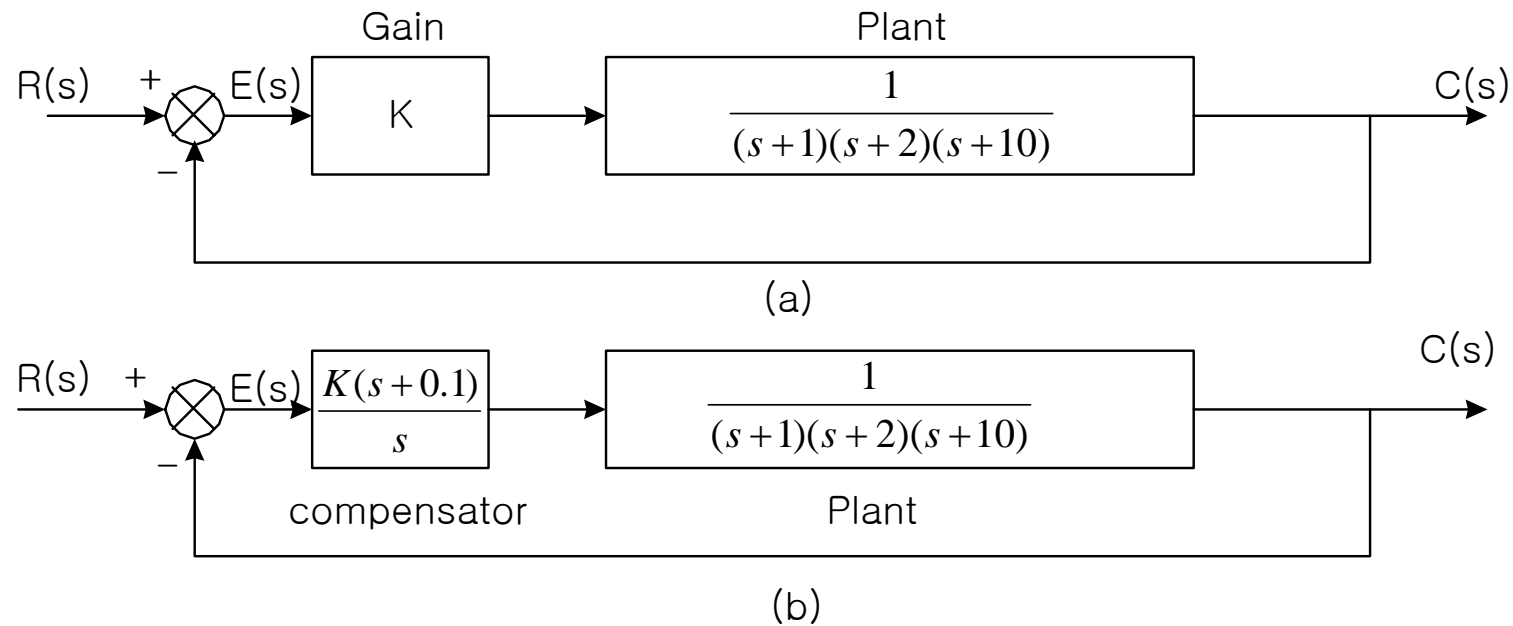 Gain Plant
R(s) + E(s) K 1 C(s)
(s+1)(s+2)(s+10)
−
(a)
R(s) + E(s) K(s+0.1) 1 C(s)
s (s+1)(s+2)(s+10)
−
compensator Plant
(b)